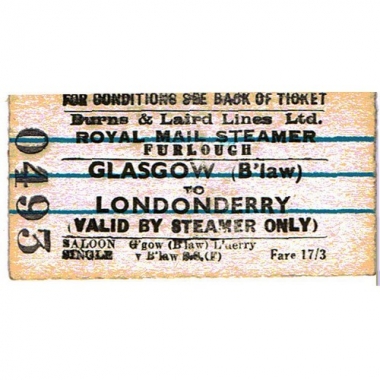 FOR CONDITIONS SEE BACK OF TICKET
Burns & Laird Lines Ltd.
ROYAL MAIL STEAMER
FURLOUGH
GLASGOW (B'law)
TO
LONDONDERRY
(VALID BY STEAMER ONLY)
SALOON G'gow (B'law) L'derry
SINGLE v B'law S.S.(F) Fare 17/3
0493